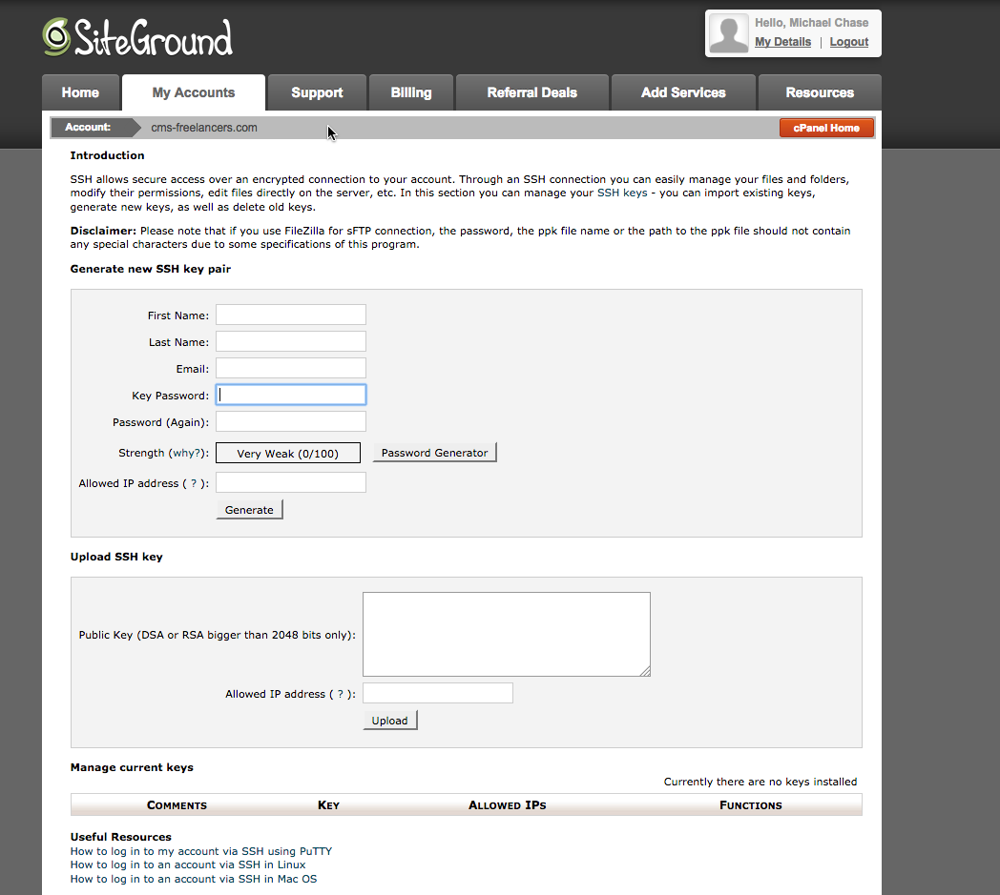 SiteGround
Hello, Michael Chase
My Details | Logout
Home
My Accounts
Support
Billing
Referral Deals
Add Services
Resources
Account:
cms-freelancers.com
cPanel Home
Introduction
SSH allows secure access over an encrypted connection to your account. Through an SSH connection you can easily manage your files and folders,
modify their permissions, edit files directly on the server, etc. In this section you can manage your SSH keys - you can import existing keys,
generate new keys, as well as delete old keys.
Disclaimer: Please note that if you use FileZilla for sFTP connection, the password, the ppk file name or the path to the ppk file should not contain
any special characters due to some specifications of this program.
Generate new SSH key pair
First Name:
Last Name:
Email:
Key Password:
Password (Again):
Strength (why?): Very Weak (0/100) Password Generator
Allowed IP address ( ? ):
Generate
Upload SSH key
Public Key (DSA or RSA bigger than 2048 bits only):
Allowed IP address ( ? ):
Upload
Manage current keys
Currently there are no keys installed
COMMENTS KEY ALLOWED IPS FUNCTIONS
Useful Resources
How to log in to my account via SSH using PuTTY
How to log in to an account via SSH in Linux
How to log in to an account via SSH in Mac OS